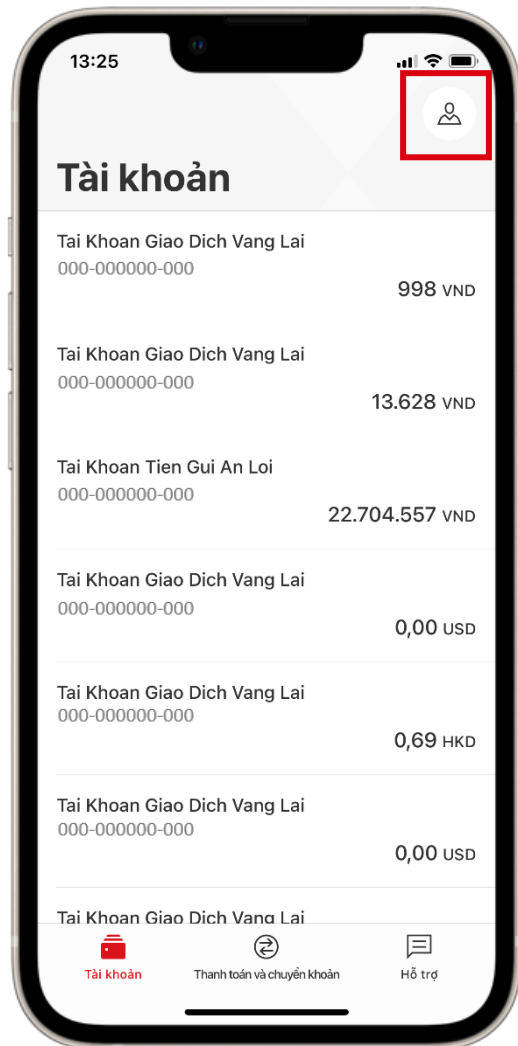 13:25
Tài khoản
Tai Khoan Giao Dich Vang Lai
000-000000-000
998 VND
Tai Khoan Giao Dich Vang Lai
000-000000-000
13.628 VND
Tai Khoan Tien Gui An Loi
000-000000-000
22.704.557 VND
Tai Khoan Giao Dich Vang Lai
000-000000-000
0,00 USD
Tai Khoan Giao Dich Vang Lai
000-000000-000
0,69 HKD
Tai Khoan Giao Dich Vang Lai
000-000000-000
0,00 USD
Tai Khoan Giao Dich Vang Lai
Tài khoản
Thanh toán và chuyển khoản
Hỗ trợ